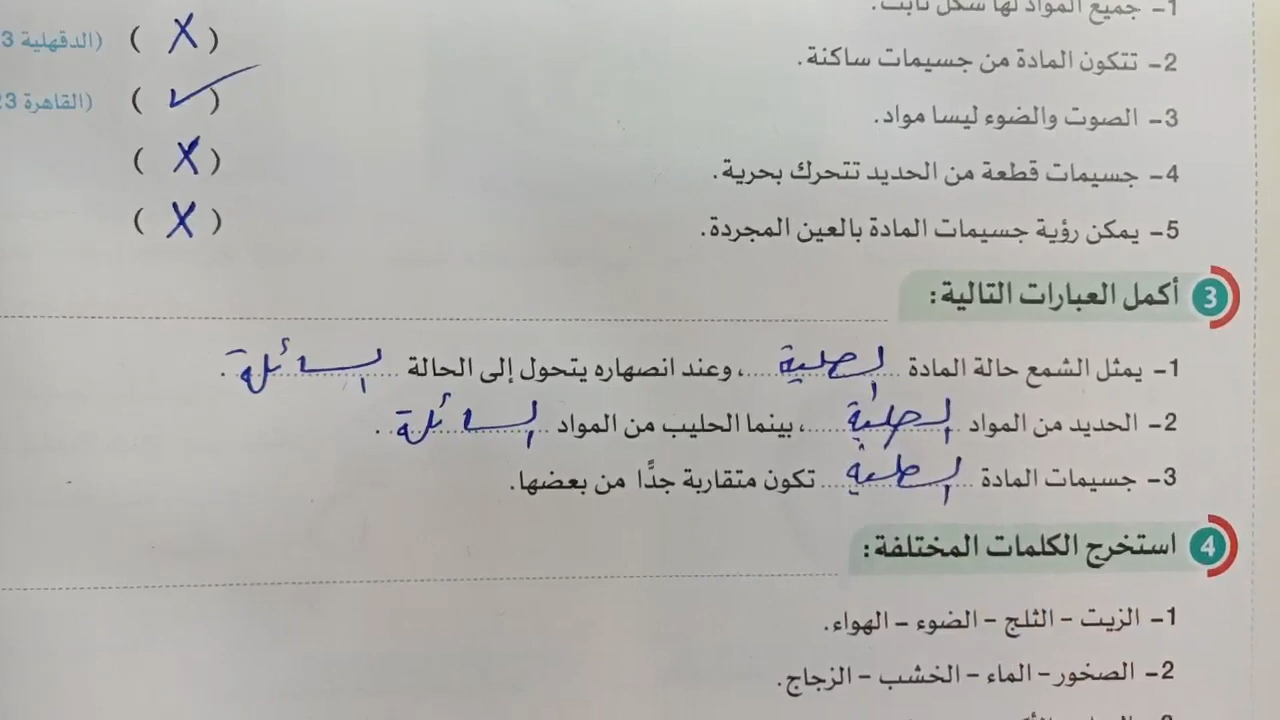 1- جميع المواد لها شكل ثابت.
2- تتكون المادة من جسيمات ساكنة. ( X ) (الدقهلية 3
3- الصوت والضوء ليسا مواد. ( ✓ ) (القاهرة 23
4- جسيمات قطعة من الحديد تتحرك بحرية. ( X )
5- يمكن رؤية جسيمات المادة بالعين المجردة. ( X )
3 أكمل العبارات التالية:
1- يمثل الشمع حالة المادة الصلبة، وعند انصهاره يتحول إلى الحالة السائلة.
2- الحديد من المواد الصلبة، بينما الحليب من المواد السائلة.
3- جسيمات المادة الصلبة تكون متقاربة جدًّا من بعضها.
4 استخرج الكلمات المختلفة:
1- الزيت – الثلج – الضوء – الهواء.
2- الصخور – الماء – الخشب – الزجاج.